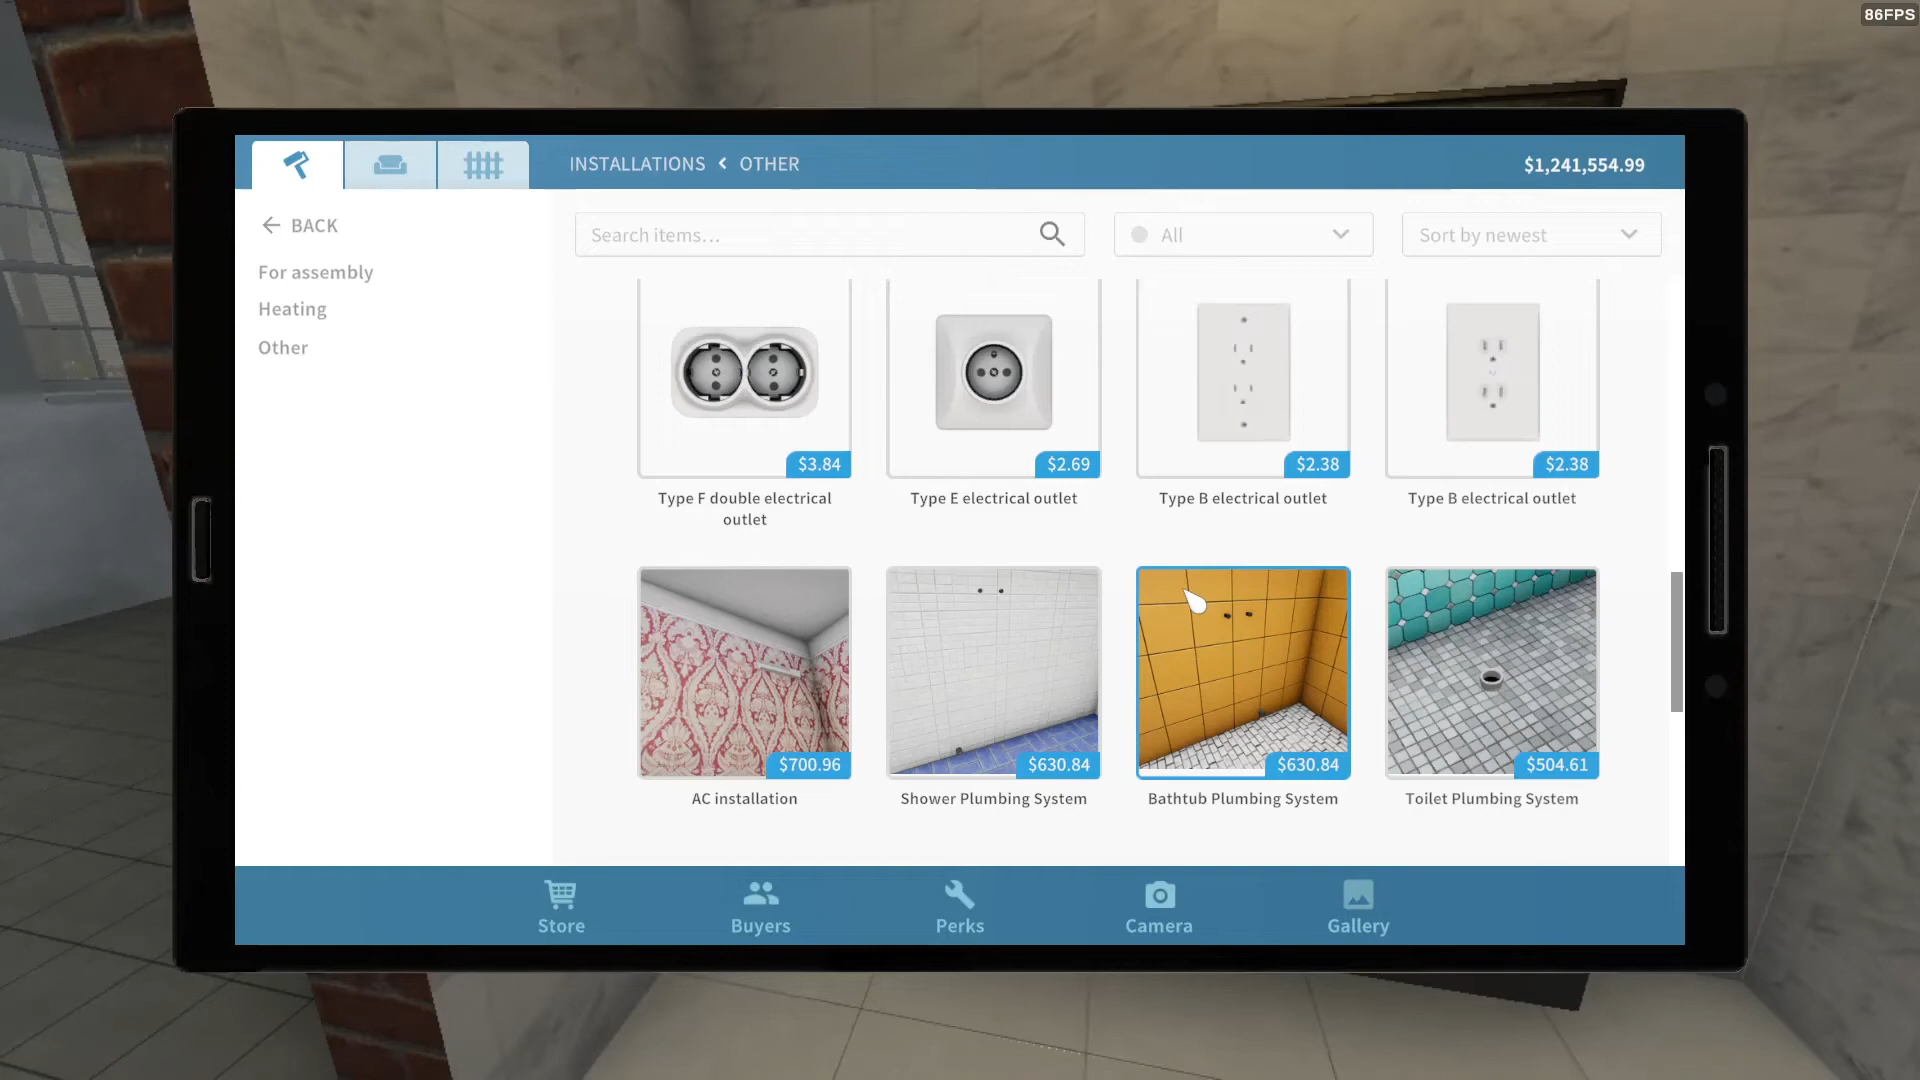 86FPS
INSTALLATIONS < OTHER
$1,241,554.99
BACK
For assembly
Heating
Other
Search items...
All
Sort by newest
$3.84
$2.69
$2.38
$2.38
Type F double electrical
outlet
Type E electrical outlet
Type B electrical outlet
Type B electrical outlet
$700.96
$630.84
$630.84
$504.61
AC installation
Shower Plumbing System
Bathtub Plumbing System
Toilet Plumbing System
Store
Buyers
Perks
Camera
Gallery